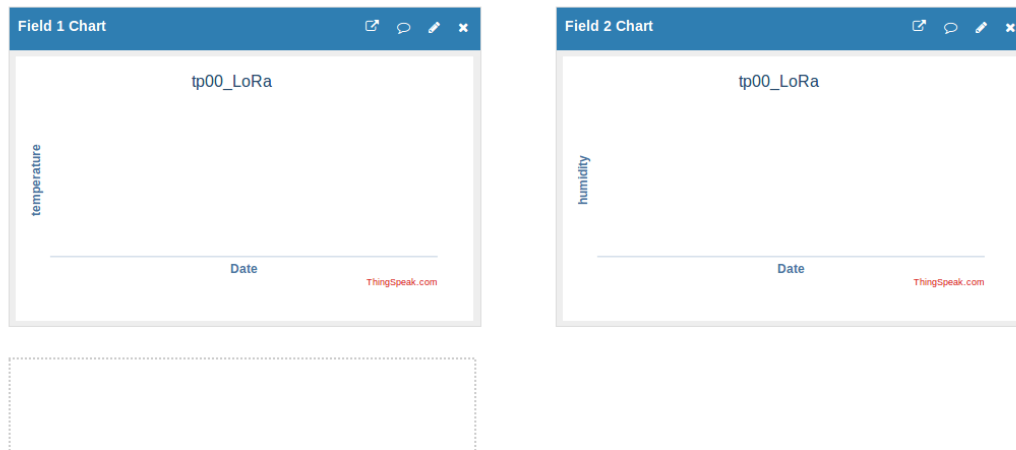 Field 1 Chart
tp00_LoRa
temperature
Date
ThingSpeak.com
Field 2 Chart
tp00_LoRa
humidity
Date
ThingSpeak.com